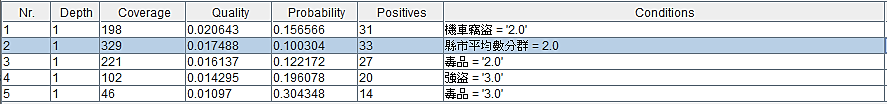 Nr. Depth Coverage Quality Probability Positives Conditions
1 1 198 0.020643 0.156566 31 機車竊盜 = '2.0'
2 1 329 0.017488 0.100304 33 縣市平均數分群 = 2.0
3 1 221 0.016137 0.122172 27 毒品 = '2.0'
4 1 102 0.014295 0.196078 20 強盜 = '3.0'
5 1 46 0.01097 0.304348 14 毒品 = '3.0'